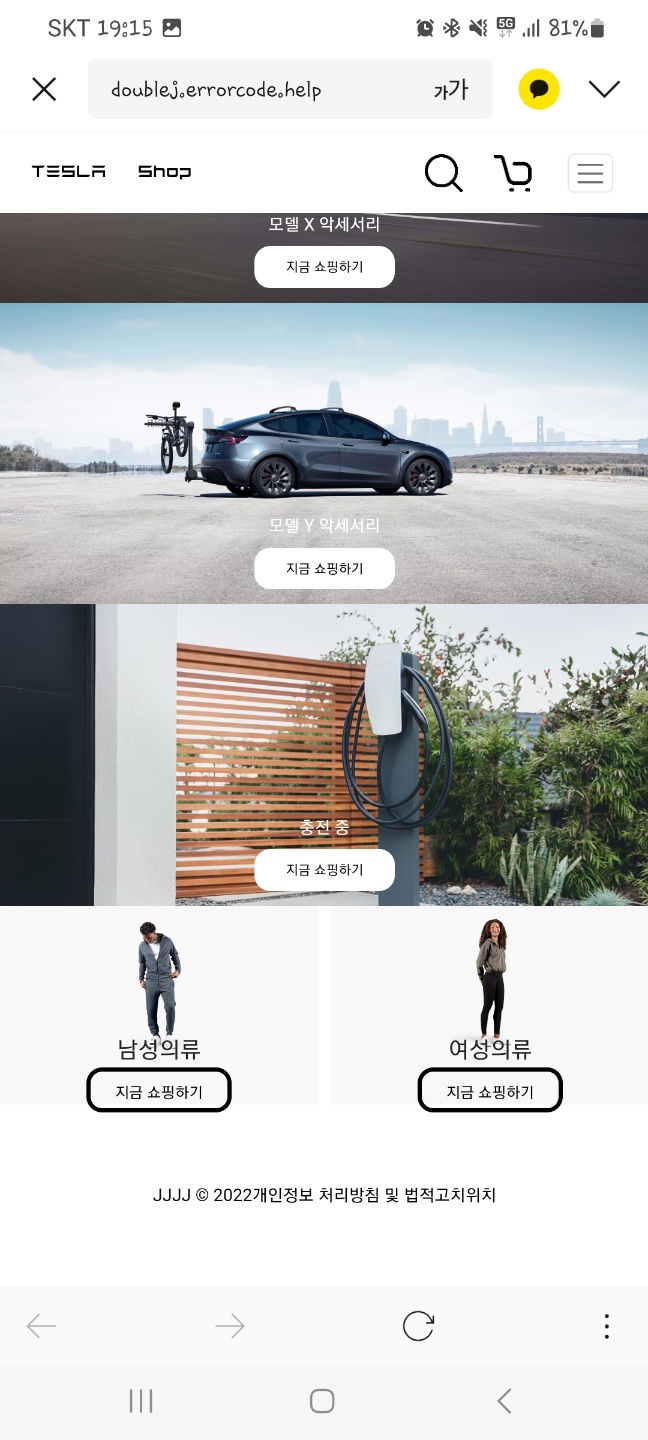 SKT 19:15 5G 81%
doublej.errorcode.help 가가
TESLA Shop
모델 X 악세서리
지금 쇼핑하기
모델 Y 악세서리
지금 쇼핑하기
충전 중
지금 쇼핑하기
남성의류 여성의류
지금 쇼핑하기 지금 쇼핑하기
JJJJ © 2022개인정보 처리방침 및 법적고치위치